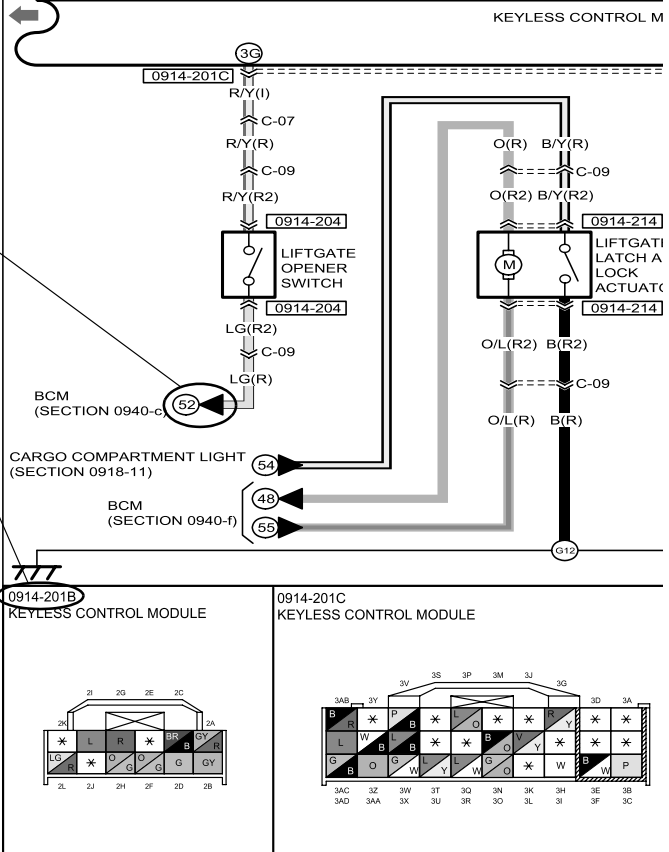 KEYLESS CONTROL M
3G
0914-201C
R/Y(I)
C-07
R/Y(R)
O(R) B/Y(R)
C-09
C-09
R/Y(R2)
O(R2) B/Y(R2)
0914-204
0914-214
LIFTGATE
OPENER
SWITCH
M
LIFTGATE
LATCH A
LOCK
ACTUATO
0914-204
0914-214
LG(R2)
O/L(R2) B(R2)
C-09
LG(R)
C-09
BCM
(SECTION 0940-c)
52
O/L(R) B(R)
CARGO COMPARTMENT LIGHT
(SECTION 0918-11)
54
BCM
(SECTION 0940-f)
48
55
G12
0914-201B
KEYLESS CONTROL MODULE
2I 2G 2E 2C
2K 2A
* L R * BR B GY R
LG R * O G O G G GY
2L 2J 2H 2F 2D 2B
0914-201C
KEYLESS CONTROL MODULE
3V 3S 3P 3M 3J 3G
3AB 3Y 3D 3A
B R * P B * L O * * R Y * *
L W B L B * * B O V Y * * *
G B O G W L Y L W G O * W B W P
3AC 3Z 3W 3T 3Q 3N 3K 3H 3E 3B
3AD 3AA 3X 3U 3R 3O 3L 3I 3F 3C